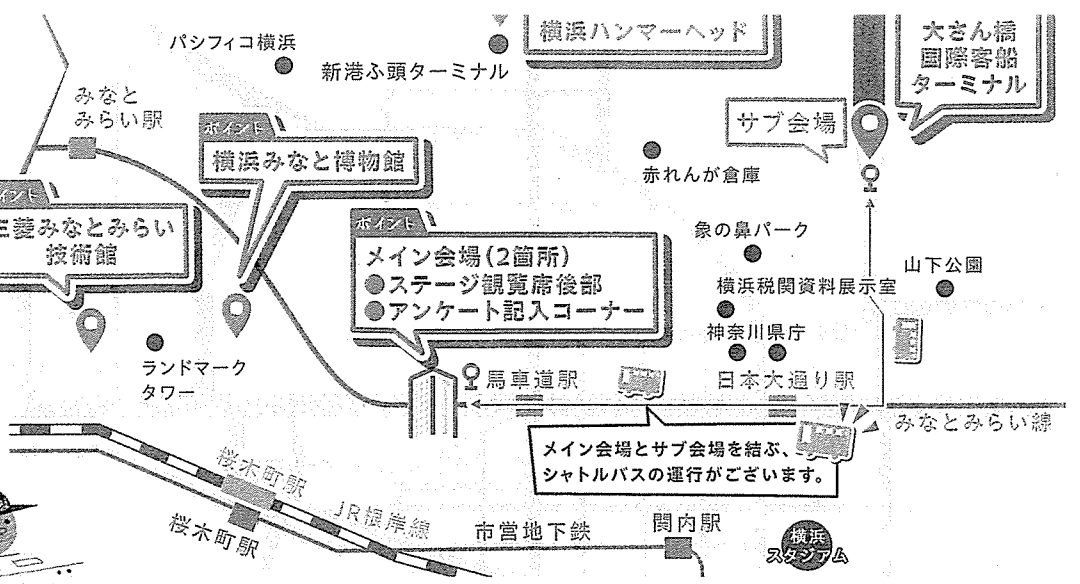 パシフィコ横浜
新港ふ頭ターミナル
横浜ハンマーヘッド
大さん橋
国際客船
ターミナル
みなと
みらい駅
ポイント
横浜みなと博物館
サブ会場
赤れんが倉庫
三菱みなとみらい
技術館
ポイント
メイン会場(2箇所)
●ステージ観覧席後部
●アンケート記入コーナー
象の鼻パーク
横浜税関資料展示室
山下公園
神奈川県庁
ランドマーク
タワー
馬車道駅
日本大通り駅
みなとみらい線
メイン会場とサブ会場を結ぶ、
シャトルバスの運行がございます。
桜木町駅
JR根岸線
桜木町駅
市営地下鉄
関内駅
横浜
スタジアム